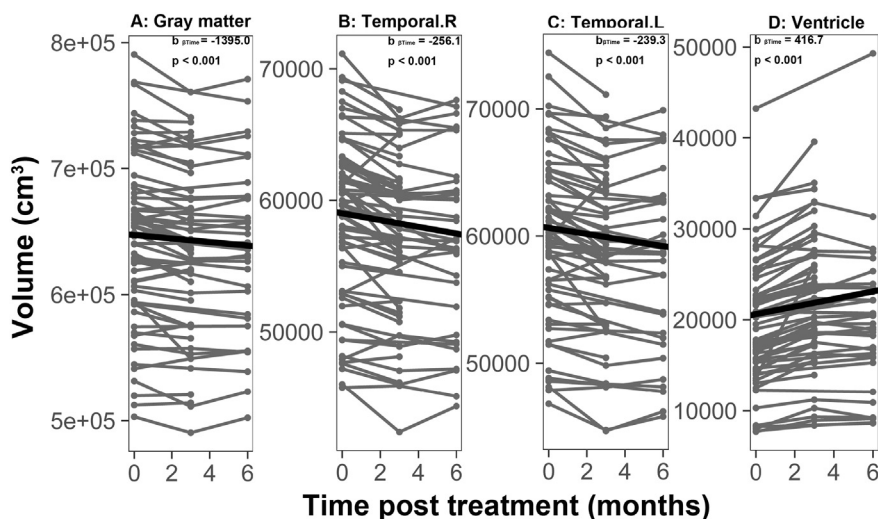 A: Gray matter
b βTime = -1395.0
p < 0.001
8e+05
7e+05
6e+05
5e+05
0 2 4 6
B: Temporal.R
b βTime = -256.1
p < 0.001
70000
60000
50000
0 2 4 6
C: Temporal.L
bβTime = -239.3
p < 0.001
70000
60000
50000
0 2 4 6
D: Ventricle
b βTime = 416.7
p < 0.001
50000
40000
30000
20000
10000
0 2 4 6
Volume (cm³)
Time post treatment (months)